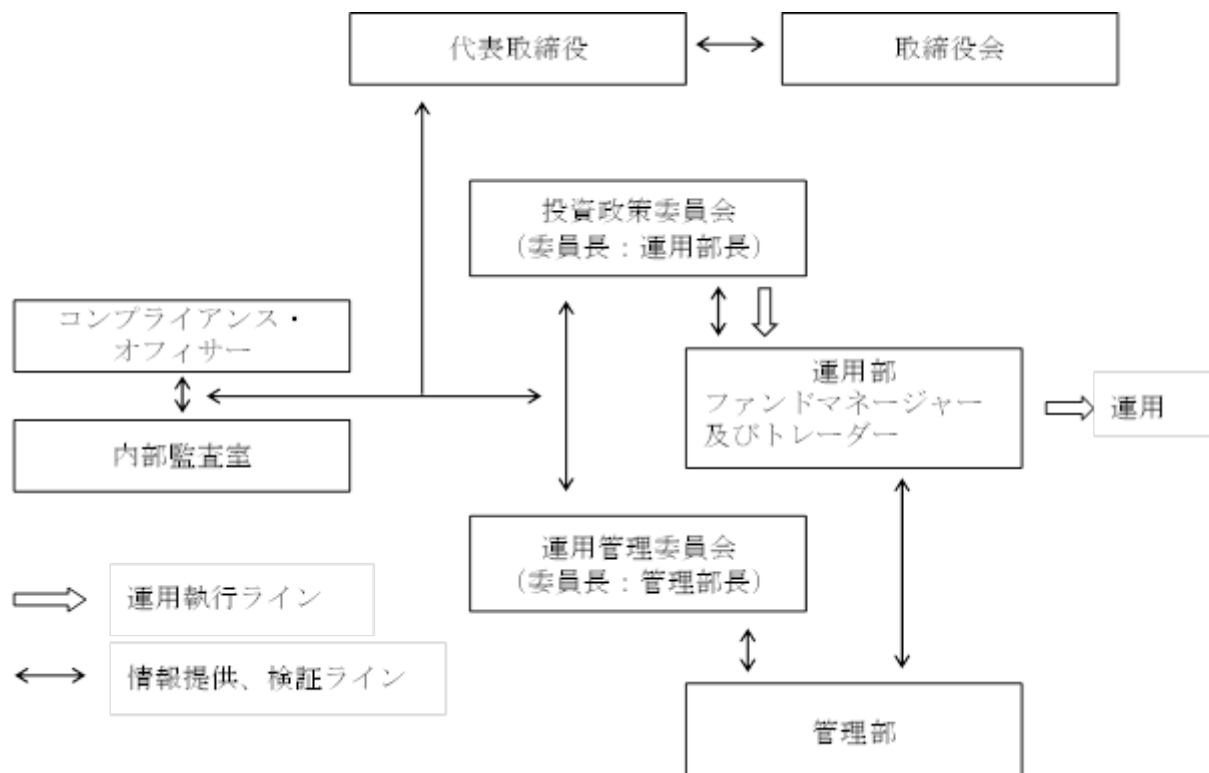 代表取締役
取締役会
投資政策委員会
（委員長：運用部長）
コンプライアンス・
オフィサー
運用部
ファンドマネージャー
及びトレーダー
運用
内部監査室
運用管理委員会
（委員長：管理部長）
運用執行ライン
情報提供、検証ライン
管理部